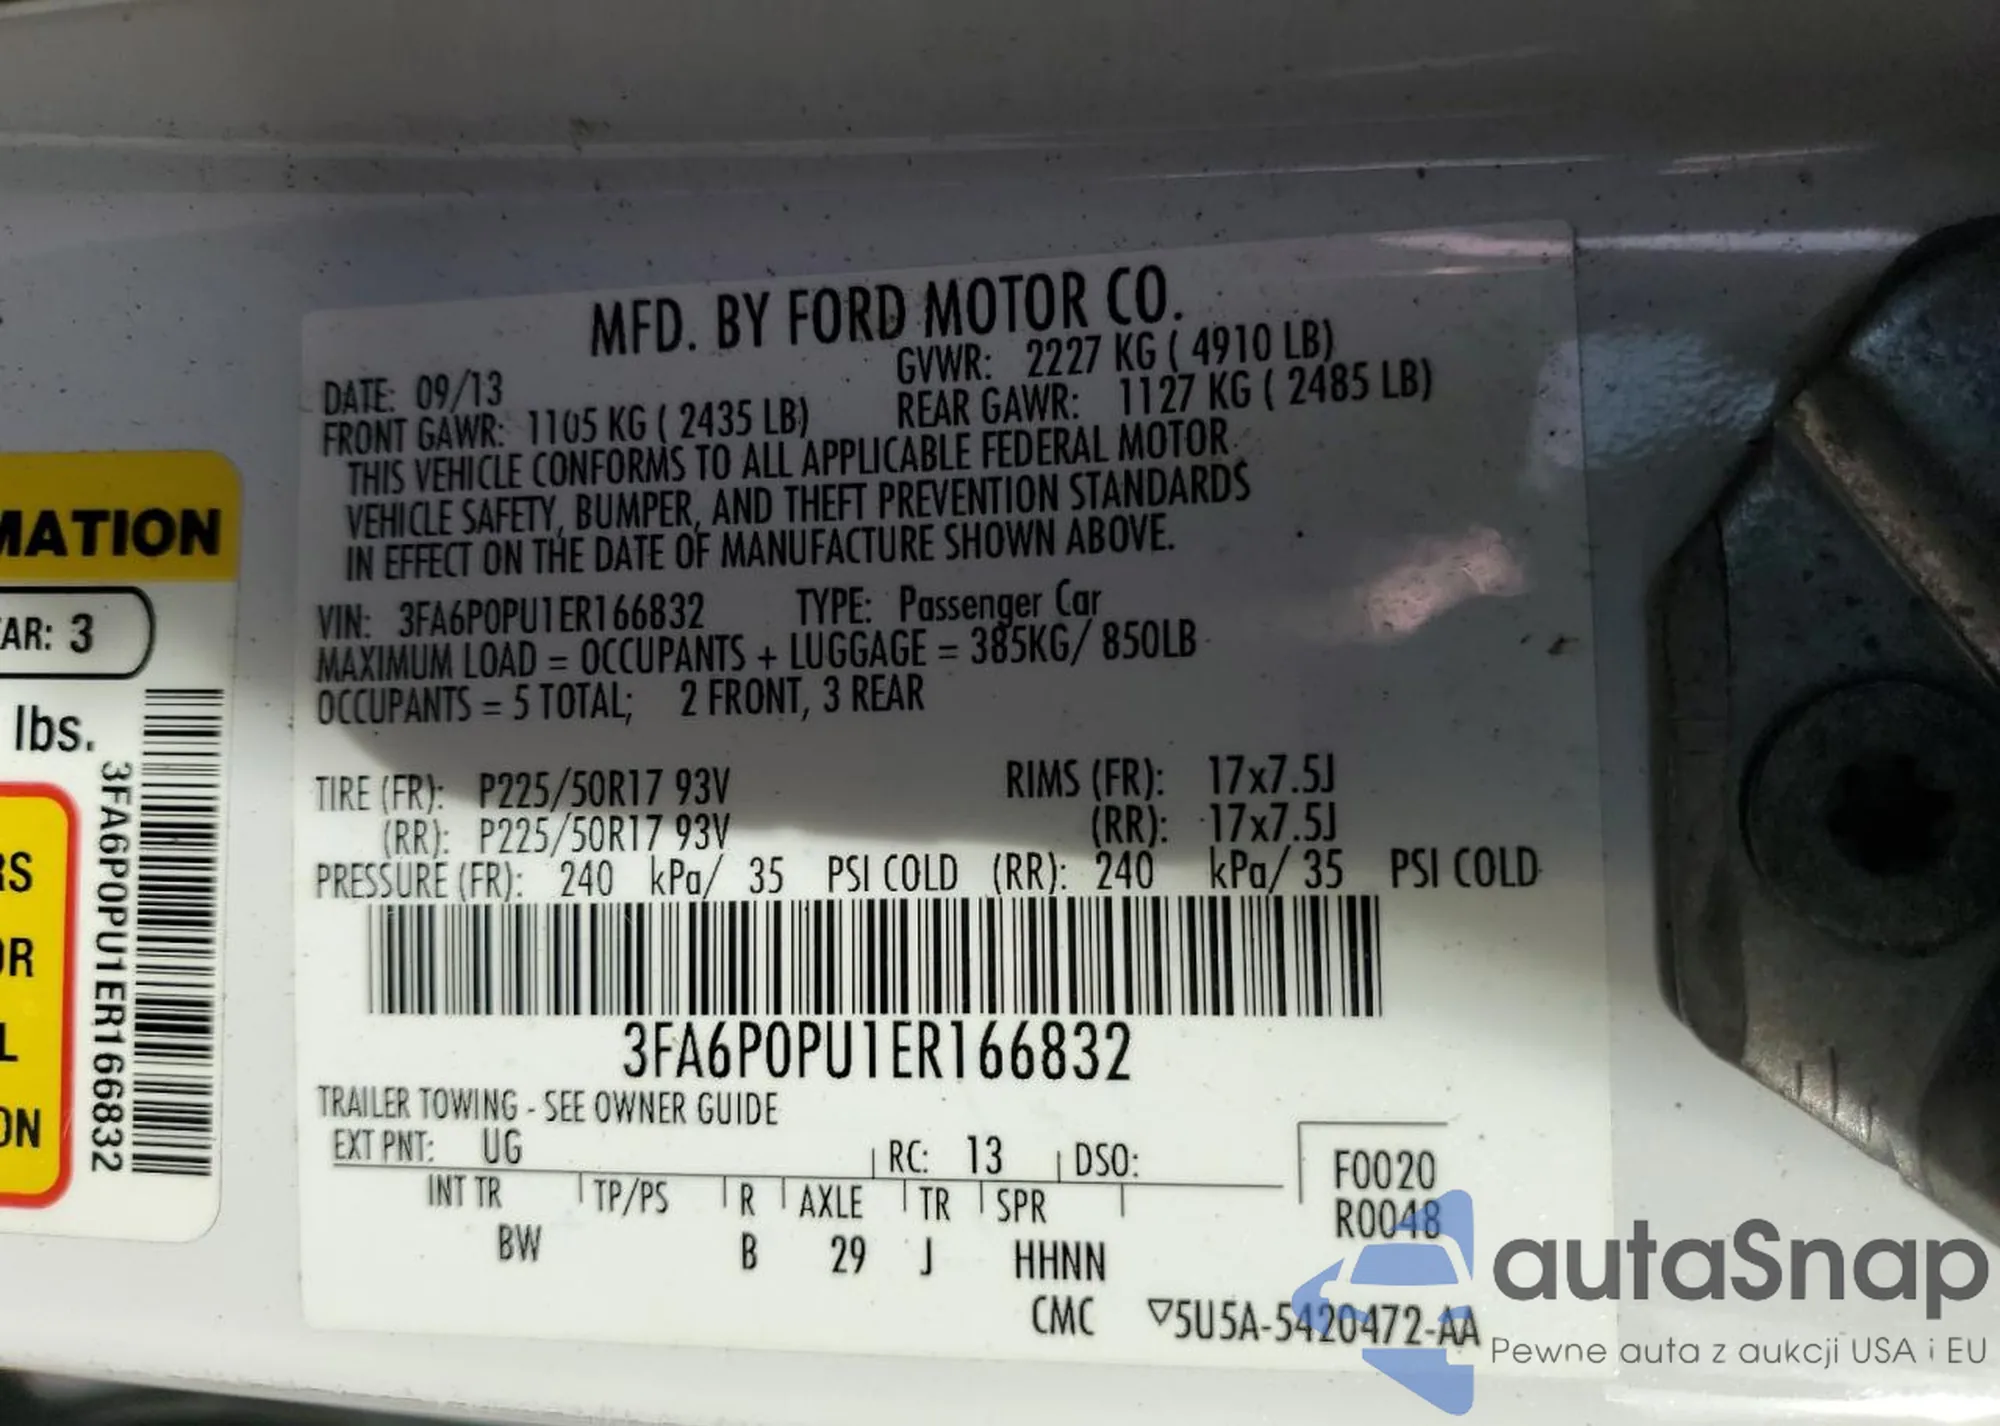 MFD. BY FORD MOTOR CO.
DATE: 09/13 GVWR: 2227 KG ( 4910 LB)
FRONT GAWR: 1105 KG ( 2435 LB) REAR GAWR: 1127 KG ( 2485 LB)
THIS VEHICLE CONFORMS TO ALL APPLICABLE FEDERAL MOTOR
VEHICLE SAFETY, BUMPER, AND THEFT PREVENTION STANDARDS
IN EFFECT ON THE DATE OF MANUFACTURE SHOWN ABOVE.
VIN: 3FA6P0PU1ER166832 TYPE: Passenger Car
MAXIMUM LOAD = OCCUPANTS + LUGGAGE = 385KG/ 850LB
OCCUPANTS = 5 TOTAL; 2 FRONT, 3 REAR
TIRE (FR): P225/50R17 93V RIMS (FR): 17x7.5J
(RR): P225/50R17 93V (RR): 17x7.5J
PRESSURE (FR): 240 kPa/ 35 PSI COLD (RR): 240 kPa/ 35 PSI COLD
3FA6P0PU1ER166832
TRAILER TOWING - SEE OWNER GUIDE
EXT PNT: UG RC: 13 DSO:
INT TR TP/PS R AXLE TR SPR
BW B 29 J HHNN
CMC ▽5U5A-5420472-AA
F0020
R0048
MATION
AR: 3
lbs.
3FA6P0PU1ER166832
RS
OR
L
ON
autaSnap
Pewne auta z aukcji USA i EU